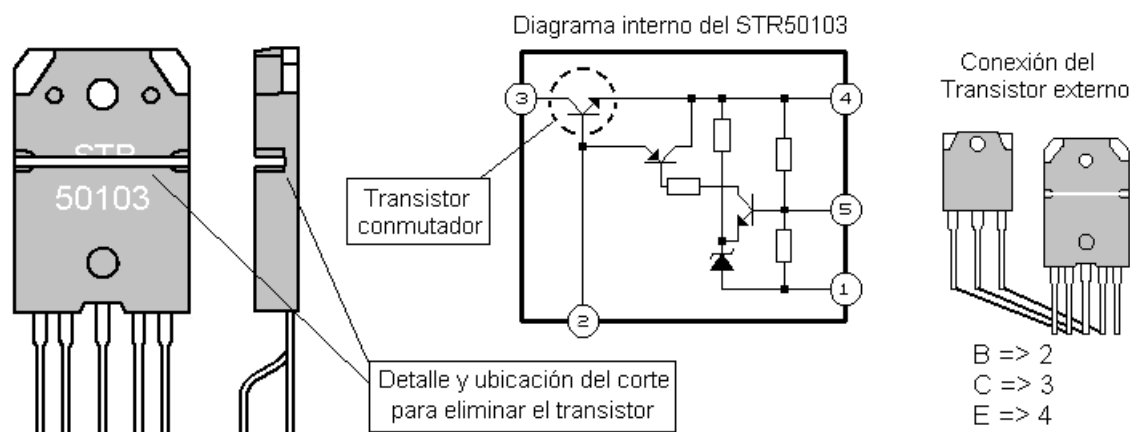 Diagrama interno del STR50103
STR
50103
3
4
5
1
2
Transistor
conmutador
Detalle y ubicación del corte
para eliminar el transistor
Conexión del
Transistor externo
B => 2
C => 3
E => 4